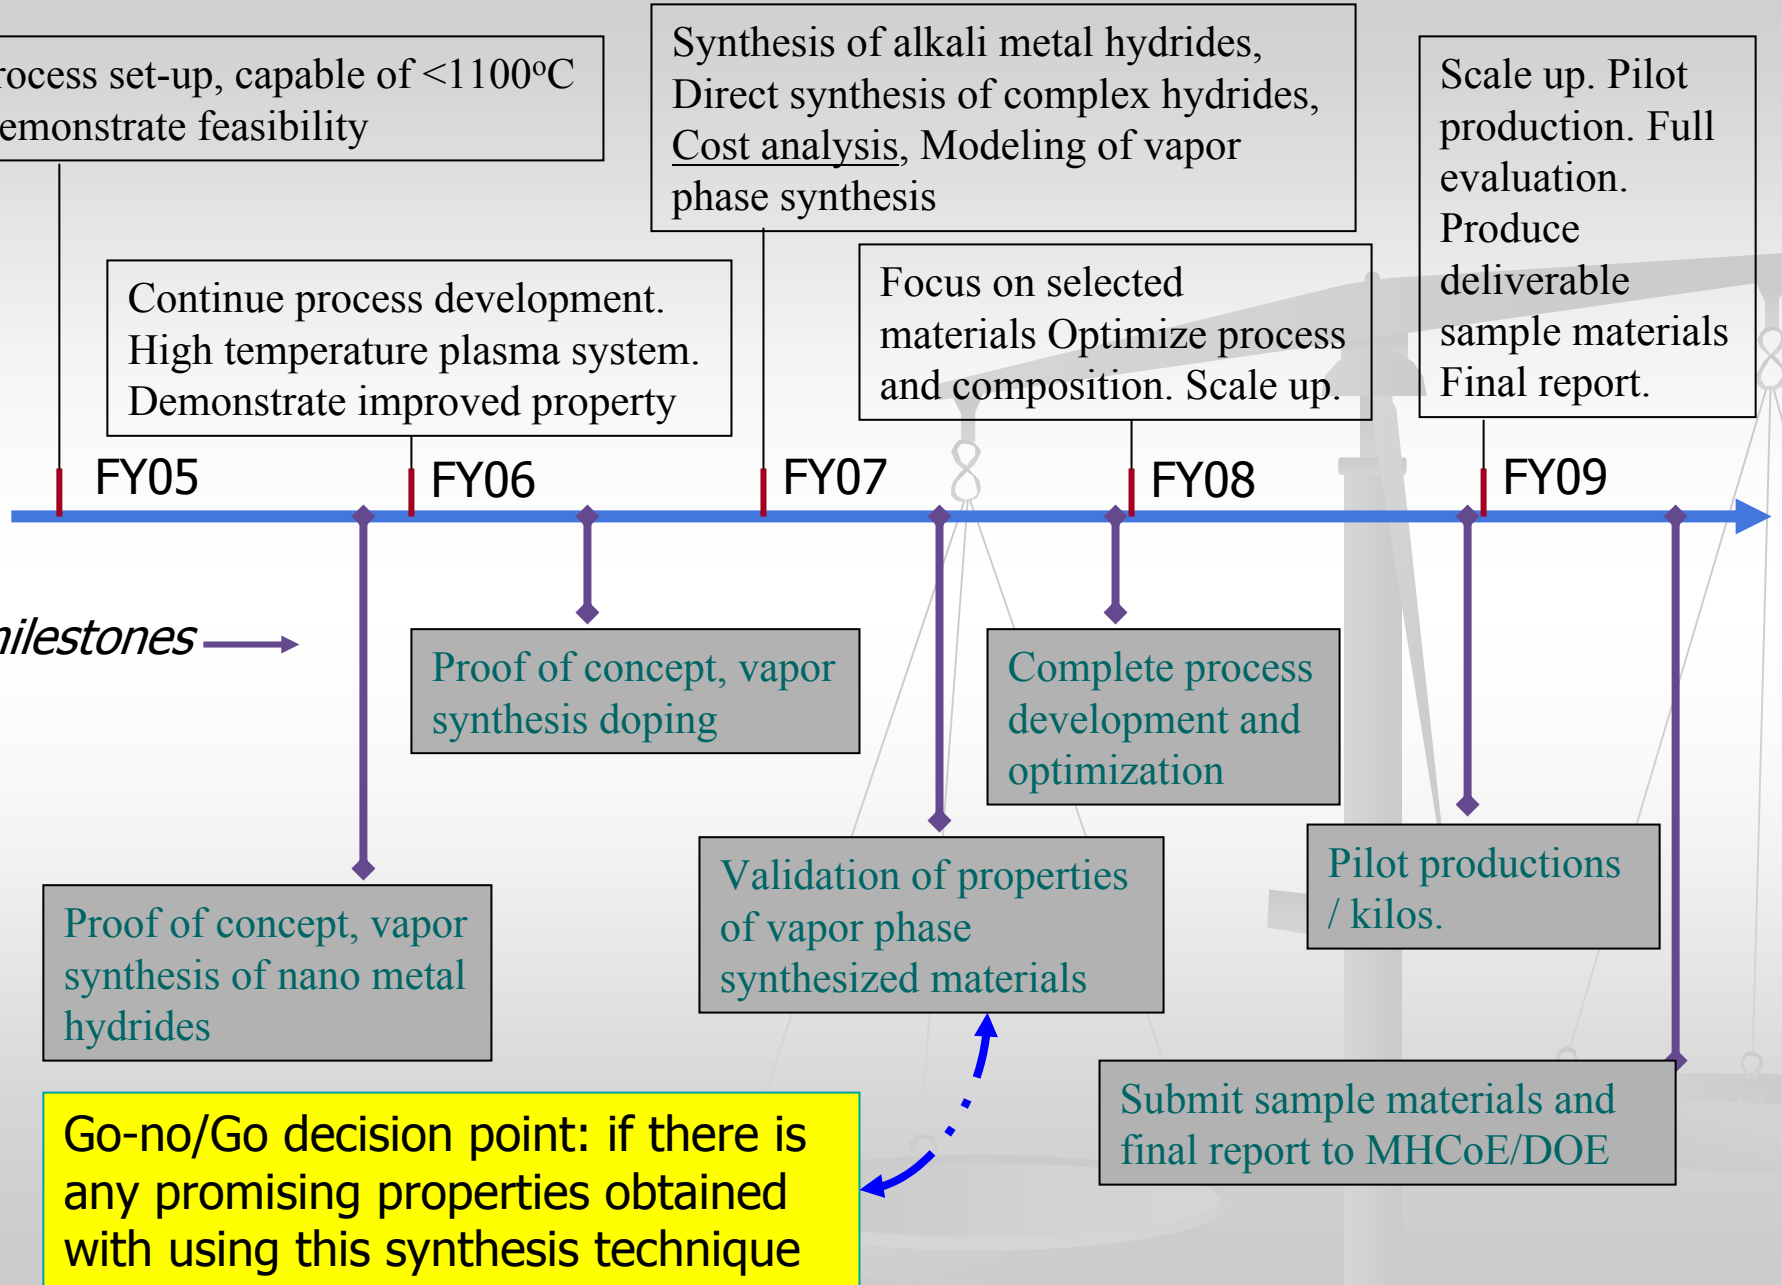 rocess set-up, capable of <1100ºC
emonstrate feasibility
Synthesis of alkali metal hydrides,
Direct synthesis of complex hydrides,
Cost analysis, Modeling of vapor
phase synthesis
Scale up. Pilot
production. Full
evaluation.
Produce
deliverable
sample materials
Final report.
Continue process development.
High temperature plasma system.
Demonstrate improved property
Focus on selected
materials Optimize process
and composition. Scale up.
FY05
FY06
FY07
FY08
FY09
milestones
Proof of concept, vapor
synthesis doping
Complete process
development and
optimization
Proof of concept, vapor
synthesis of nano metal
hydrides
Validation of properties
of vapor phase
synthesized materials
Pilot productions
/ kilos.
Submit sample materials and
final report to MHCoE/DOE
Go-no/Go decision point: if there is
any promising properties obtained
with using this synthesis technique